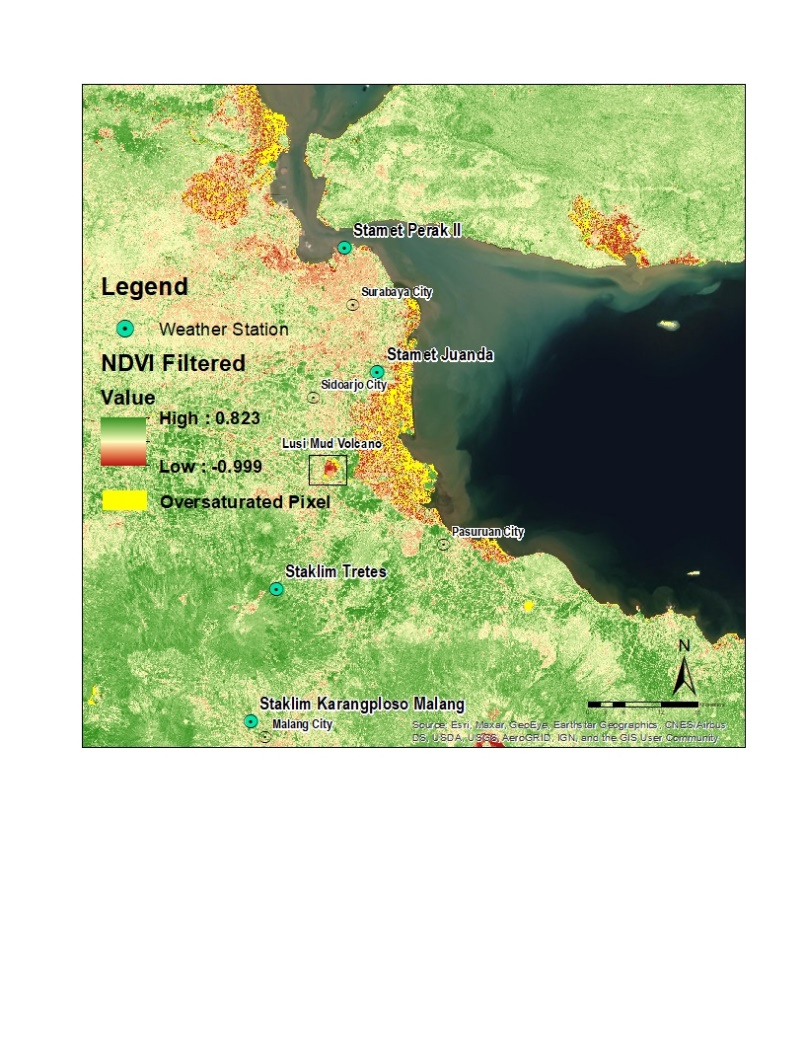 Stamet Perak II
Legend
Surabaya City
Weather Station
Stamet Juanda
NDVI Filtered
Sidoarjo City
Value
High : 0.823
Lusi Mud Volcano
Low : -0.999
Oversaturated Pixel
Pasuruan City
Staklim Tretes
N
Staklim Karangploso Malang
Malang City
Source: Esri, Maxar, GeoEye, Earthstar Geographics, CNES/Airbus
DS, USDA, USGS, AeroGRID, IGN, and the GIS User Community